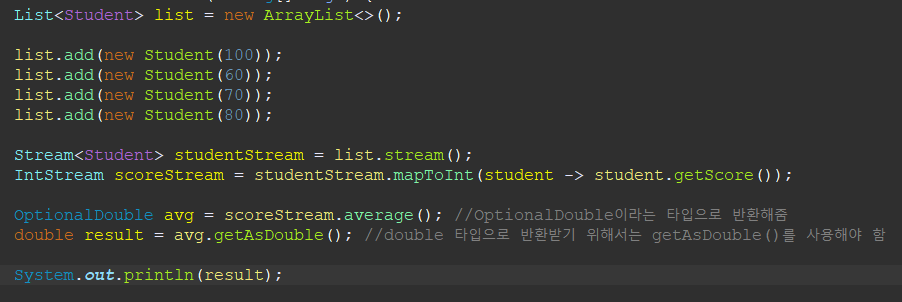 List<Student> list = new ArrayList<>();
list.add(new Student(100));
list.add(new Student(60));
list.add(new Student(70));
list.add(new Student(80));
Stream<Student> studentStream = list.stream();
IntStream scoreStream = studentStream.mapToInt(student -> student.getScore());
OptionalDouble avg = scoreStream.average(); //OptionalDouble이라는 타입으로 반환해줌
double result = avg.getAsDouble(); //double 타입으로 반환받기 위해서는 getAsDouble()를 사용해야 함
System.out.println(result);